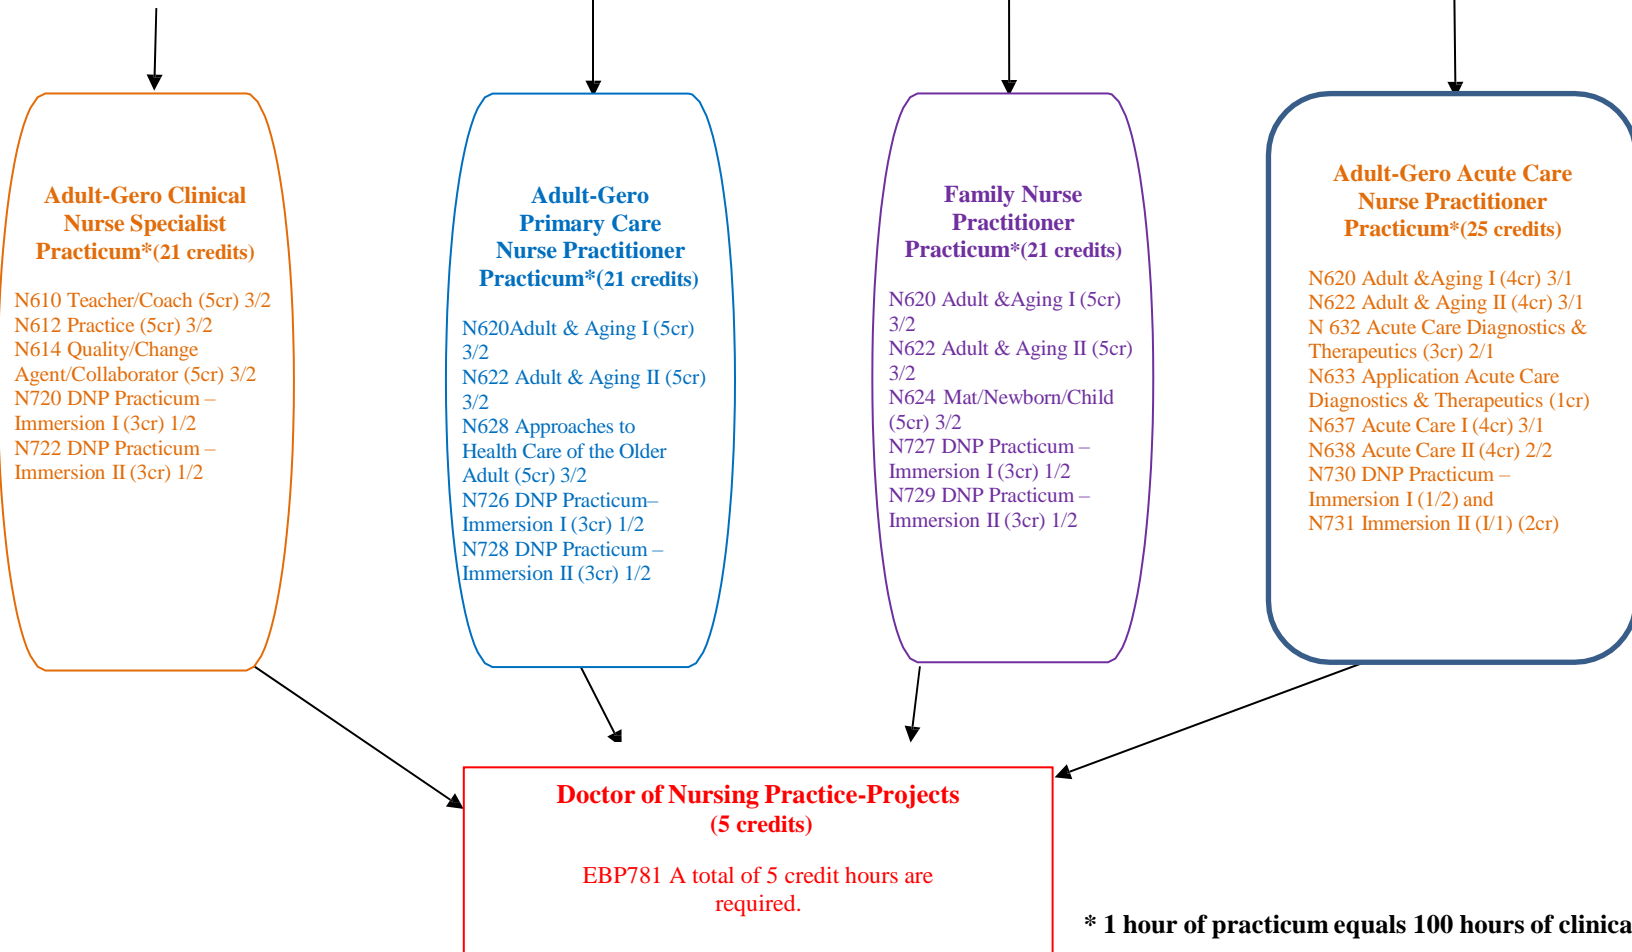 Adult-Gero Clinical
Nurse Specialist
Practicum*(21 credits)
N610 Teacher/Coach (5cr) 3/2
N612 Practice (5cr) 3/2
N614 Quality/Change
Agent/Collaborator (5cr) 3/2
N720 DNP Practicum –
Immersion I (3cr) 1/2
N722 DNP Practicum –
Immersion II (3cr) 1/2
Adult-Gero
Primary Care
Nurse Practitioner
Practicum*(21 credits)
N620Adult & Aging I (5cr)
3/2
N622 Adult & Aging II (5cr)
3/2
N628 Approaches to
Health Care of the Older
Adult (5cr) 3/2
N726 DNP Practicum–
Immersion I (3cr) 1/2
N728 DNP Practicum –
Immersion II (3cr) 1/2
Family Nurse
Practitioner
Practicum*(21 credits)
N620 Adult &Aging I (5cr)
3/2
N622 Adult & Aging II (5cr)
3/2
N624 Mat/Newborn/Child
(5cr) 3/2
N727 DNP Practicum –
Immersion I (3cr) 1/2
N729 DNP Practicum –
Immersion II (3cr) 1/2
Adult-Gero Acute Care
Nurse Practitioner
Practicum*(25 credits)
N620 Adult &Aging I (4cr) 3/1
N622 Adult & Aging II (4cr) 3/1
N 632 Acute Care Diagnostics &
Therapeutics (3cr) 2/1
N633 Application Acute Care
Diagnostics & Therapeutics (1cr)
N637 Acute Care I (4cr) 3/1
N638 Acute Care II (4cr) 2/2
N730 DNP Practicum –
Immersion I (1/2) and
N731 Immersion II (I/1) (2cr)
Doctor of Nursing Practice-Projects
(5 credits)
EBP781 A total of 5 credit hours are
required.
* 1 hour of practicum equals 100 hours of clinica